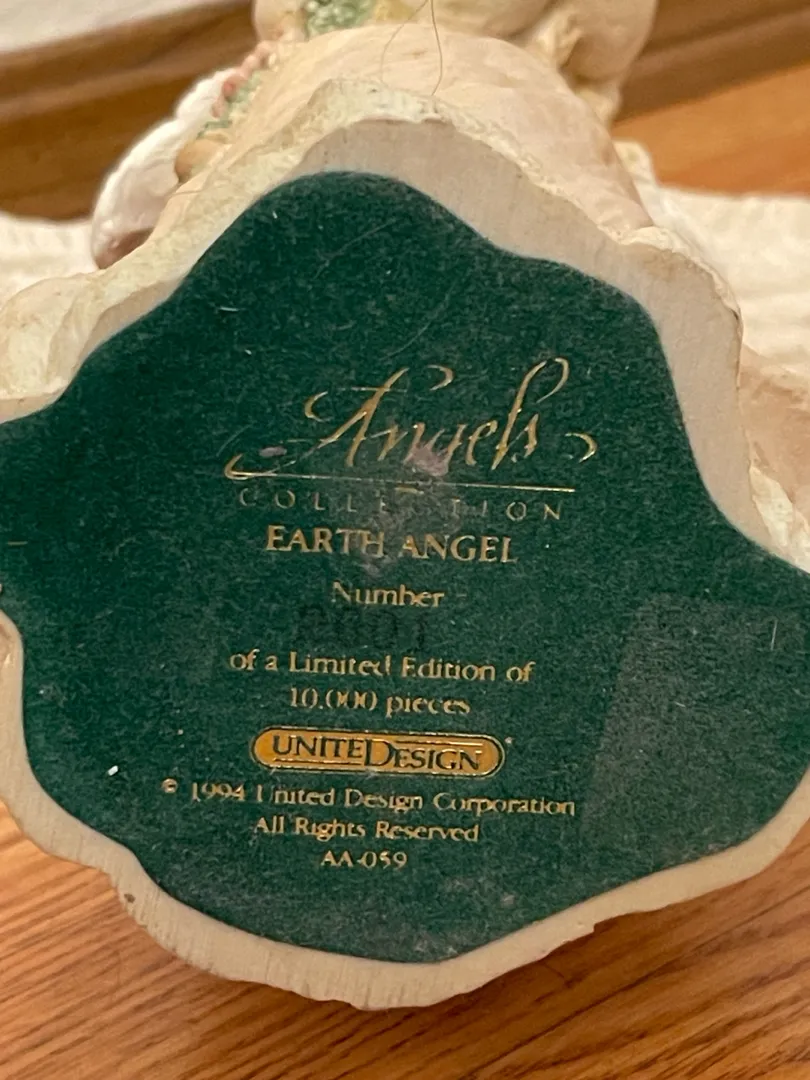 Angels
COLLECTION
EARTH ANGEL
Number
of a Limited Edition of
10,000 pieces
UNITEDESIGN
© 1994 United Design Corporation
All Rights Reserved
AA-059